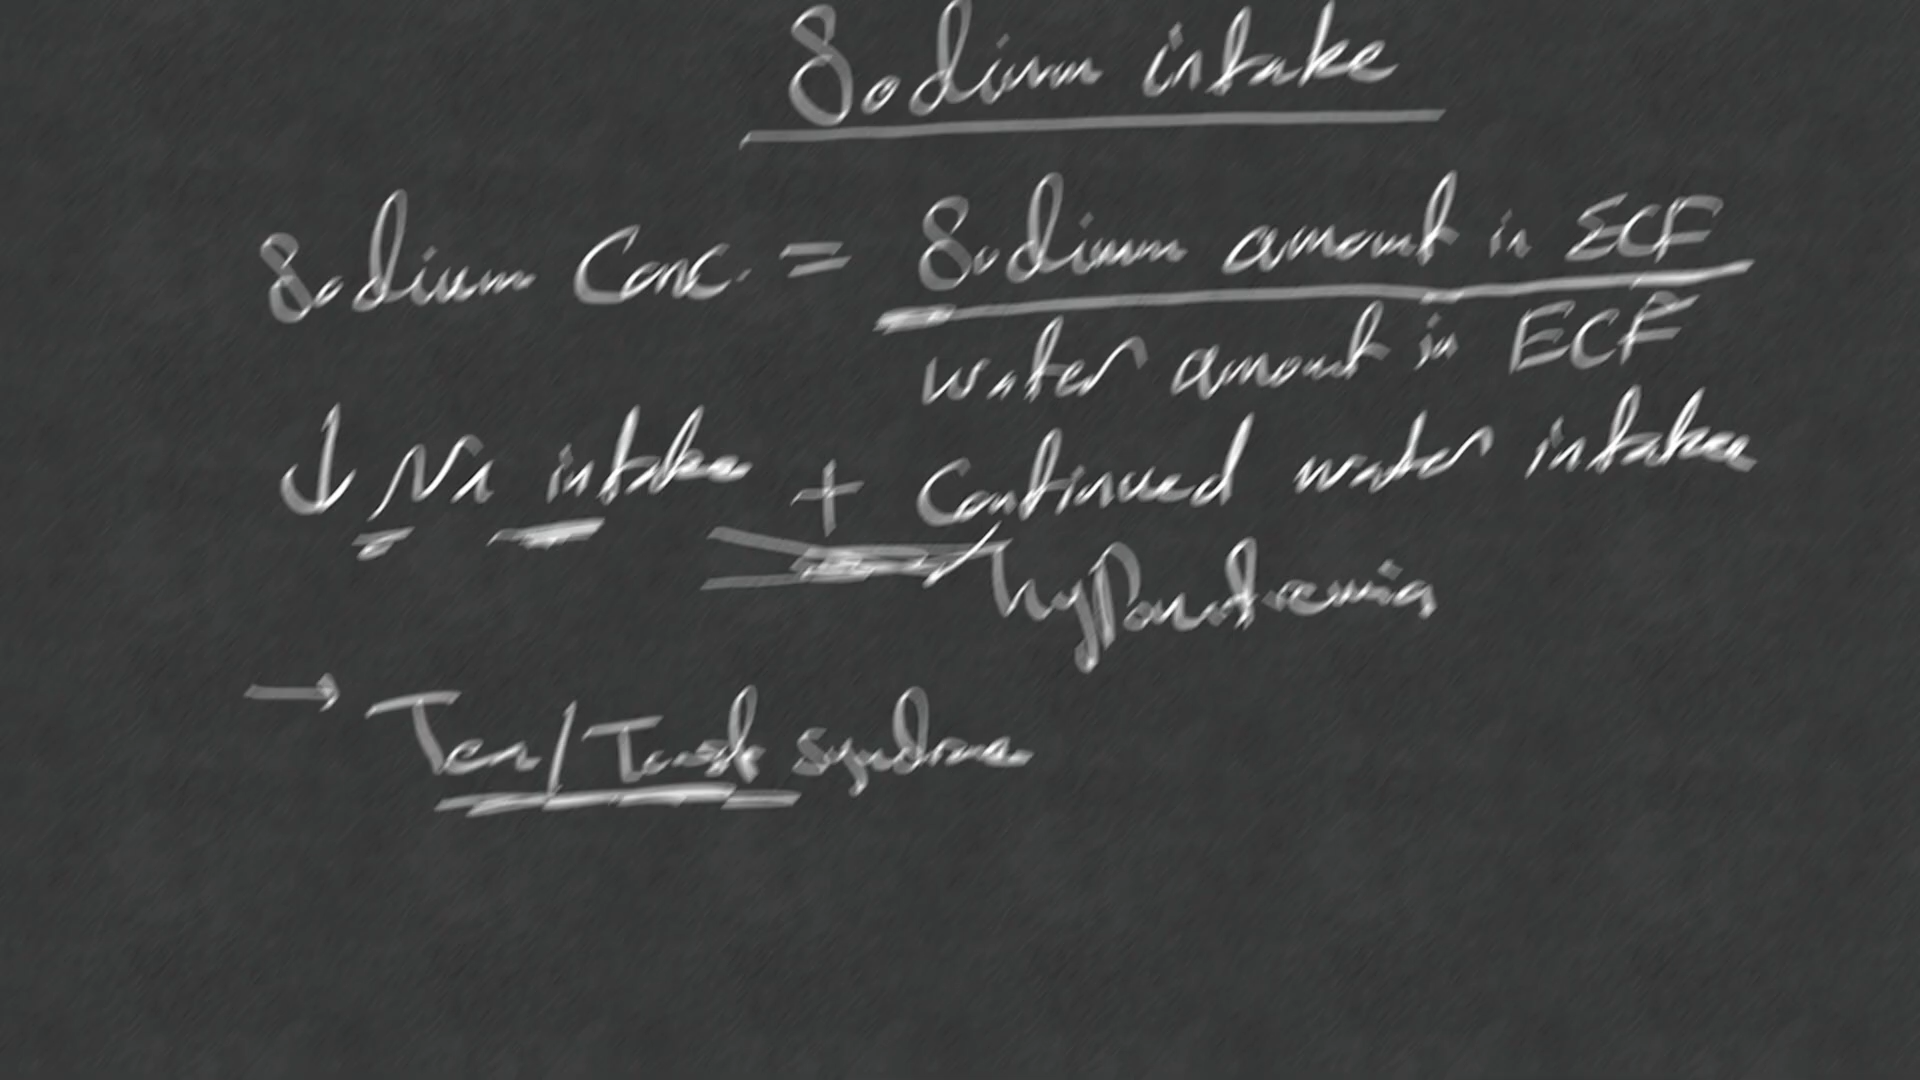 Sodium intake
Sodium Conc. = Sodium amount in ECF
water amount in ECF
↓ Na intake + Continued water intake
hyponatremia
→ Tea/Toast syndrome